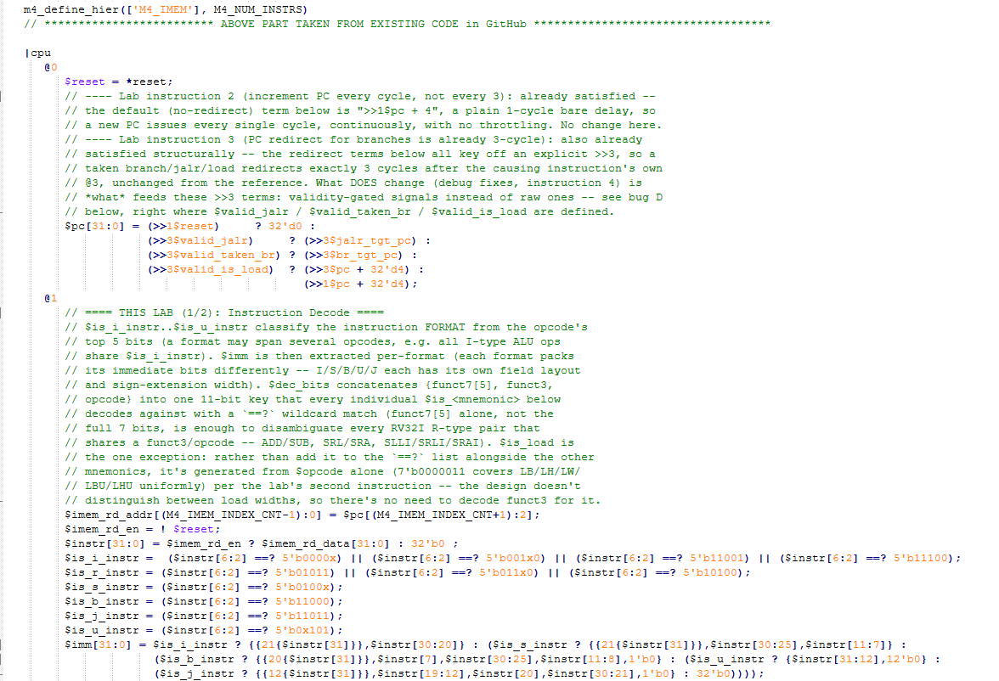 m4_define_hier(['M4_IMEM'], M4_NUM_INSTRS)
// ************************* ABOVE PART TAKEN FROM EXISTING CODE in GitHub ***********************************
|cpu
@0
$reset = *reset;
// ---- Lab instruction 2 (increment PC every cycle, not every 3): already satisfied --
// the default (no-redirect) term below is ">>1$pc + 4", a plain 1-cycle bare delay, so
// a new PC issues every single cycle, continuously, with no throttling. No change here.
// ---- Lab instruction 3 (PC redirect for branches is already 3-cycle): also already
// satisfied structurally -- the redirect terms below all key off an explicit >>3, so a
// taken branch/jalr/load redirects exactly 3 cycles after the causing instruction's own
// @3, unchanged from the reference. What DOES change (debug fixes, instruction 4) is
// *what* feeds these >>3 terms: validity-gated signals instead of raw ones -- see bug D
// below, right where $valid_jalr / $valid_taken_br / $valid_is_load are defined.
$pc[31:0] = (>>1$reset) ? 32'd0 :
(>>3$valid_jalr) ? (>>3$jalr_tgt_pc) :
(>>3$valid_taken_br) ? (>>3$br_tgt_pc) :
(>>3$valid_is_load) ? (>>3$pc + 32'd4) :
(>>1$pc + 32'd4);
@1
// ==== THIS LAB (1/2): Instruction Decode ====
// $is_i_instr..$is_u_instr classify the instruction FORMAT from the opcode's
// top 5 bits (a format may span several opcodes, e.g. all I-type ALU ops
// share $is_i_instr). $imm is then extracted per-format (each format packs
// its immediate bits differently -- I/S/B/U/J each has its own field layout
// and sign-extension width). $dec_bits concatenates {funct7[5], funct3,
// opcode} into one 11-bit key that every individual $is_<mnemonic> below
// decodes against with a `==?` wildcard match (funct7[5] alone, not the
// full 7 bits, is enough to disambiguate every RV32I R-type pair that
// shares a funct3/opcode -- ADD/SUB, SRL/SRA, SLLI/SRLI/SRAI). $is_load is
// the one exception: rather than add it to the `==?` list alongside the other
// mnemonics, it's generated from $opcode alone (7'b0000011 covers LB/LH/LW/
// LBU/LHU uniformly) per the lab's second instruction -- the design doesn't
// distinguish between load widths, so there's no need to decode funct3 for it.
$imem_rd_addr[(M4_IMEM_INDEX_CNT-1):0] = $pc[(M4_IMEM_INDEX_CNT+1):2];
$imem_rd_en = ! $reset;
$instr[31:0] = $imem_rd_en ? $imem_rd_data[31:0] : 32'b0 ;
$is_i_instr =  ($instr[6:2] ==? 5'b0000x) || ($instr[6:2] ==? 5'b001x0) || ($instr[6:2] ==? 5'b11001) || ($instr[6:2] ==? 5'b11100);
$is_r_instr = ($instr[6:2] ==? 5'b01011) || ($instr[6:2] ==? 5'b011x0) || ($instr[6:2] ==? 5'b10100);
$is_s_instr = ($instr[6:2] ==? 5'b0100x);
$is_b_instr = ($instr[6:2] ==? 5'b11000);
$is_j_instr = ($instr[6:2] ==? 5'b11011);
$is_u_instr = ($instr[6:2] ==? 5'b0x101);
$imm[31:0] = $is_i_instr ? {{21{$instr[31]}},$instr[30:20]} : ($is_s_instr ? {{21{$instr[31]}},$instr[30:25],$instr[11:7]} :
($is_b_instr ? {{20{$instr[31]}},$instr[7],$instr[30:25],$instr[11:8],1'b0} : ($is_u_instr ? {$instr[31:12],12'b0} :
($is_j_instr ? {{12{$instr[31]}},$instr[19:12],$instr[20],$instr[30:21],1'b0} : 32'b0))));